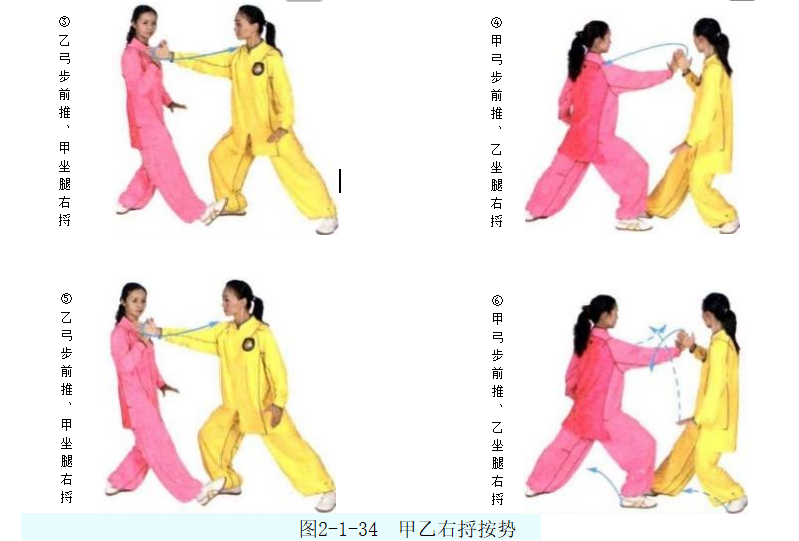 ③乙弓步前推、甲坐腿右捋
④甲弓步前推、乙坐腿右捋
⑤乙弓步前推、甲坐腿右捋
⑥甲弓步前推、乙坐腿右捋
图2-1-34 甲乙右捋按势